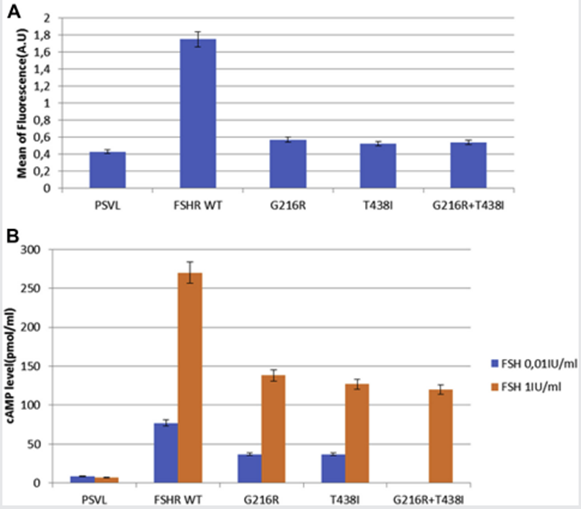 A
Mean of Fluorescence(A.U)
2
1,8
1,6
1,4
1,2
1
0,8
0,6
0,4
0,2
0
PSVL FSHR WT G216R T438I G216R+T438I
B
cAMP level(pmol/ml)
300
250
200
150
100
50
0
PSVL FSHR WT G216R T438I G216R+T438I
FSH 0,01IU/ml
FSH 1IU/ml